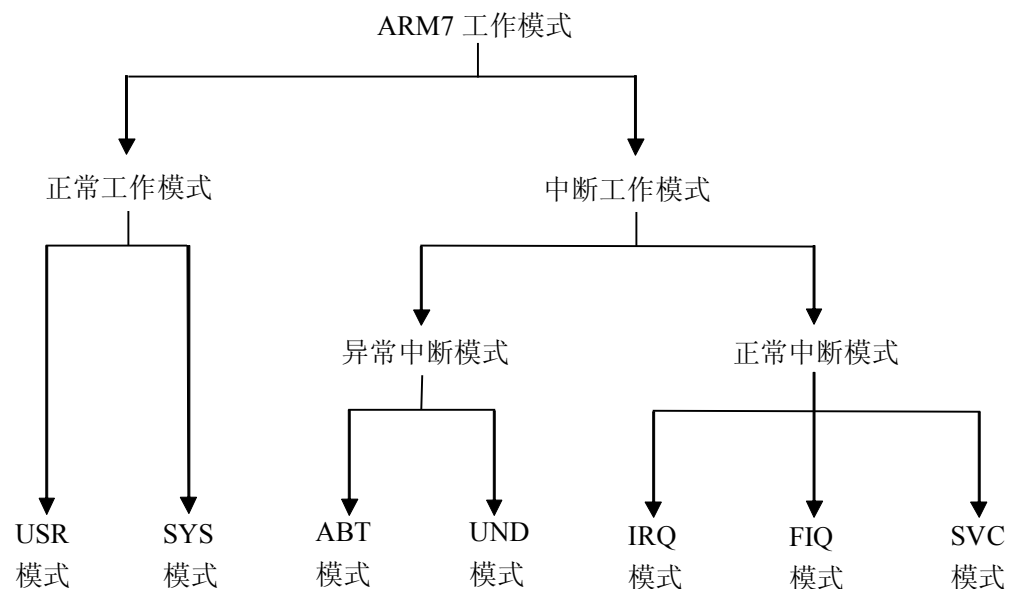 ARM7 工作模式
正常工作模式
中断工作模式
异常中断模式
正常中断模式
USR
模式
SYS
模式
ABT
模式
UND
模式
IRQ
模式
FIQ
模式
SVC
模式